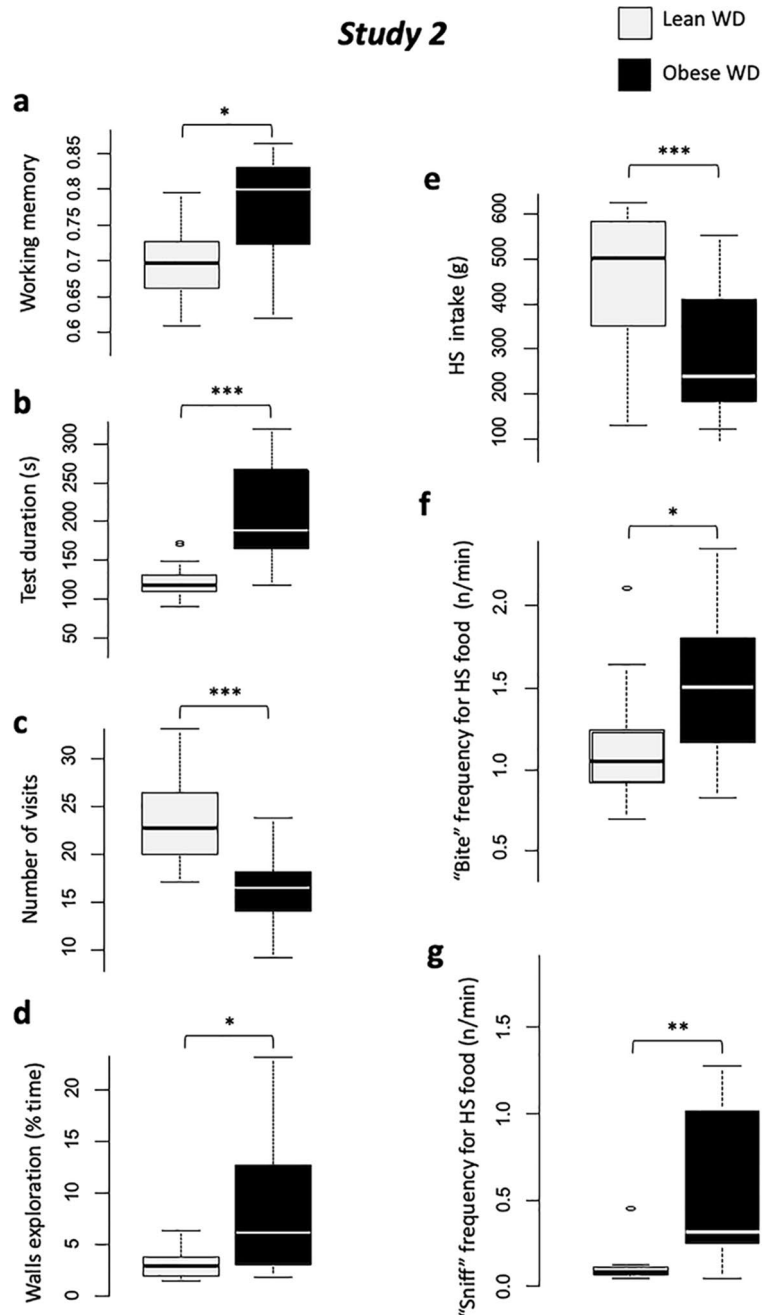 Study 2
Lean WD
Obese WD
a
*
Working memory
0.6 0.65 0.7 0.75 0.8 0.85
b
***
Test duration (s)
50 100 150 200 250 300
c
***
Number of visits
10 15 20 25 30
d
*
Walls exploration (% time)
0 5 10 15 20
e
***
HS intake (g)
100 200 300 400 500 600
f
*
“Bite” frequency for HS food (n/min)
0.5 1.0 1.5 2.0
g
**
“Sniff” frequency for HS food (n/min)
0.0 0.5 1.0 1.5